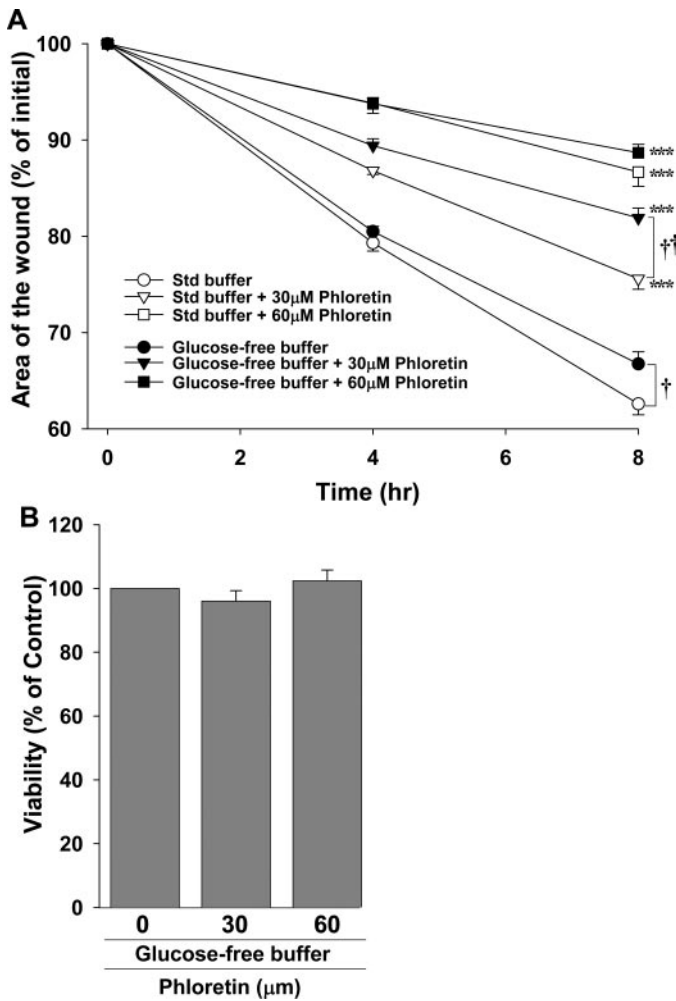 A
Area of the wound (% of initial)
100
90
80
70
60
Std buffer
Std buffer + 30μM Phloretin
Std buffer + 60μM Phloretin
Glucose-free buffer
Glucose-free buffer + 30μM Phloretin
Glucose-free buffer + 60μM Phloretin
***
***
***
††
***
†
0 2 4 6 8
Time (hr)
B
Viability (% of Control)
120
100
80
60
40
20
0
0 30 60
Glucose-free buffer
Phloretin (μm)